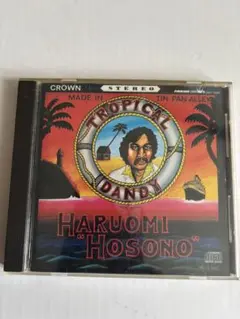 CROWN
STEREO
MADE IN TIN PAN ALLEY
TROPICAL
DANDY
HARUOMI
"HOSONO"